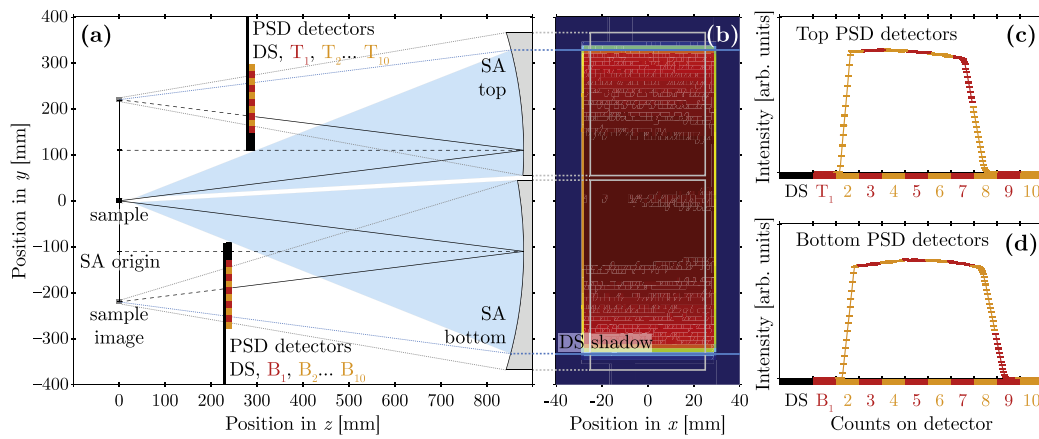 (a)
PSD detectors
DS, T1, T2... T10
SA
top
sample
SA origin
sample
image
PSD detectors
DS, B1, B2... B10
SA
bottom
400
300
200
100
0
−100
−200
−300
−400
Position in y [mm]
0 100 200 300 400 500 600 700 800
Position in z [mm]
(b)
DS shadow
−40 −20 0 20 40
Position in x [mm]
Top PSD detectors (c)
Intensity [arb. units]
DS T1 2 3 4 5 6 7 8 9 10
(d)
Bottom PSD detectors
Intensity [arb. units]
DS B1 2 3 4 5 6 7 8 9 10
Counts on detector